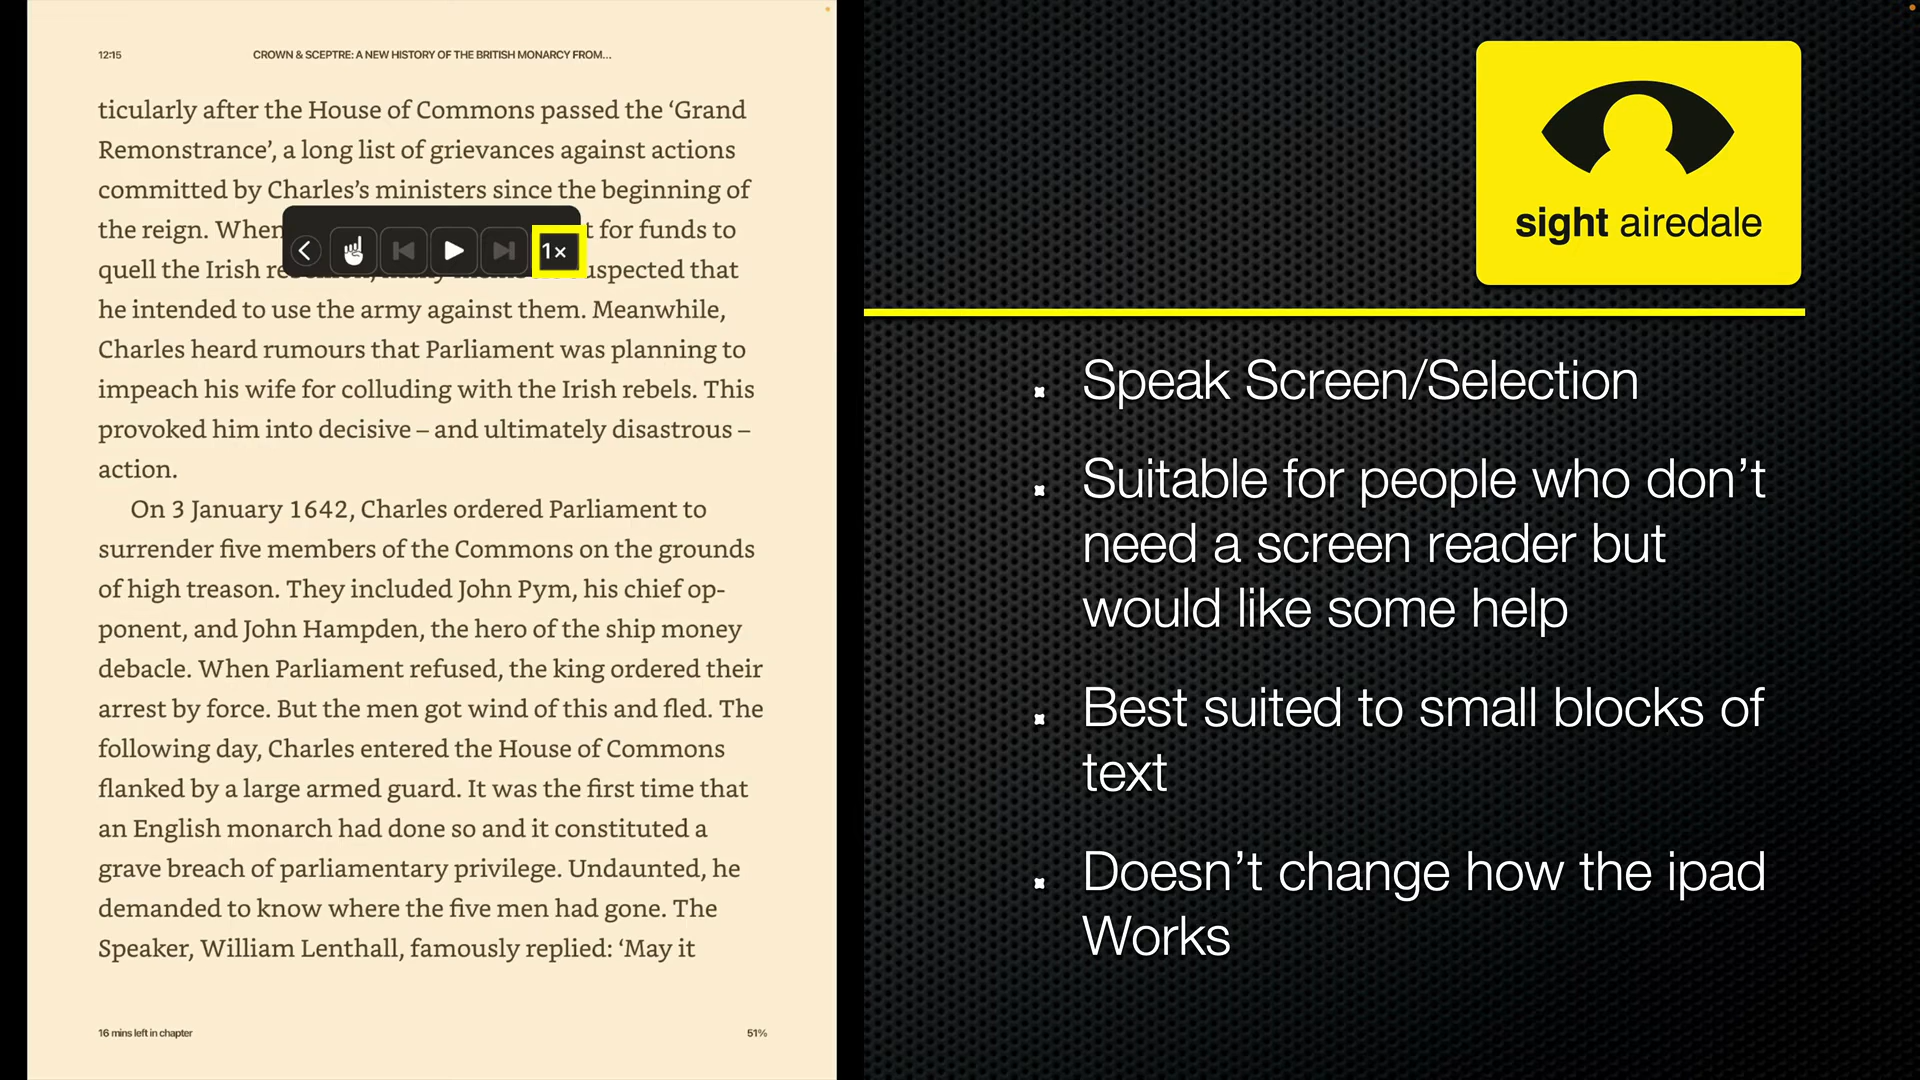 12:15
CROWN & SCEPTRE: A NEW HISTORY OF THE BRITISH MONARCY FROM...
ticularly after the House of Commons passed the ‘Grand
Remonstrance’, a long list of grievances against actions
committed by Charles’s ministers since the beginning of
the reign. When t for funds to
quell the Irish uspected that
he intended to use the army against them. Meanwhile,
Charles heard rumours that Parliament was planning to
impeach his wife for colluding with the Irish rebels. This
provoked him into decisive – and ultimately disastrous –
action.
On 3 January 1642, Charles ordered Parliament to
surrender five members of the Commons on the grounds
of high treason. They included John Pym, his chief op-
ponent, and John Hampden, the hero of the ship money
debacle. When Parliament refused, the king ordered their
arrest by force. But the men got wind of this and fled. The
following day, Charles entered the House of Commons
flanked by a large armed guard. It was the first time that
an English monarch had done so and it constituted a
grave breach of parliamentary privilege. Undaunted, he
demanded to know where the five men had gone. The
Speaker, William Lenthall, famously replied: ‘May it
16 mins left in chapter
51%
1×
sight airedale
Speak Screen/Selection
Suitable for people who don’t
need a screen reader but
would like some help
Best suited to small blocks of
text
Doesn’t change how the ipad
Works